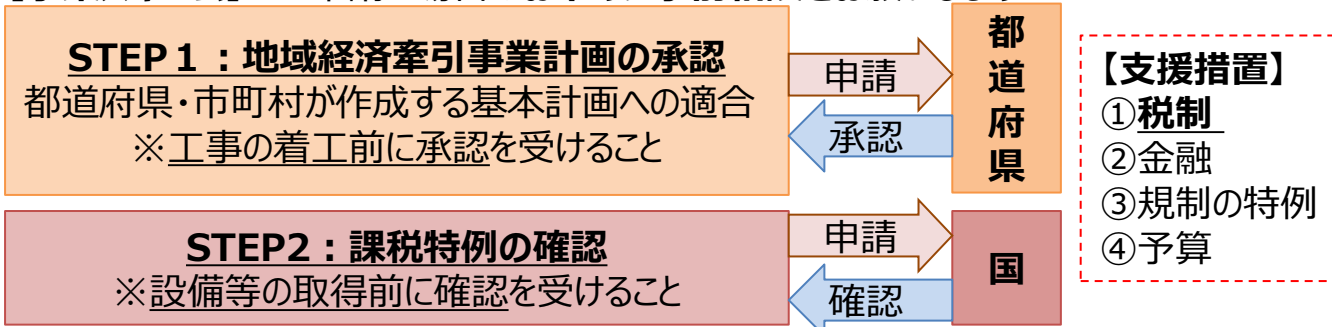 STEP１：地域経済牽引事業計画の承認
都道府県・市町村が作成する基本計画への適合
※工事の着工前に承認を受けること
申請
承認
都道府県
STEP2：課税特例の確認
※設備等の取得前に確認を受けること
申請
確認
国
【支援措置】
①税制
②金融
③規制の特例
④予算